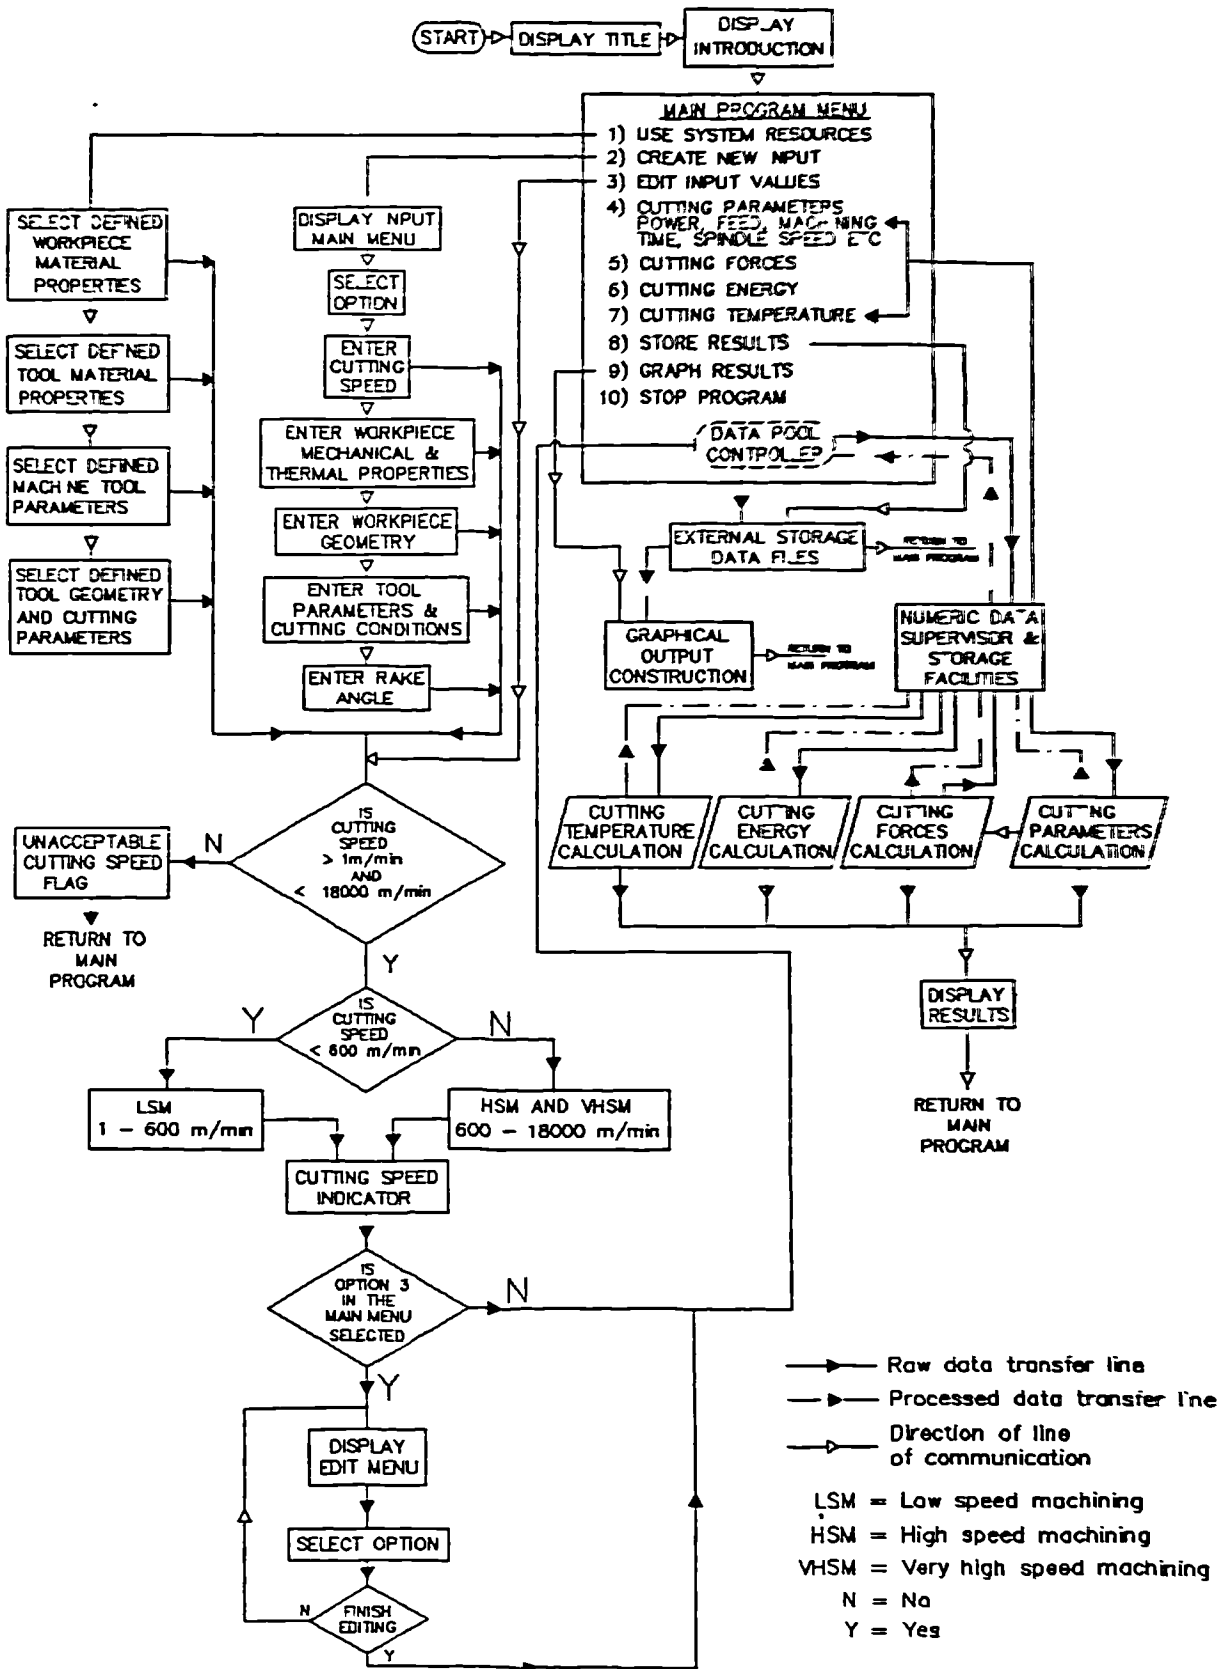 START
DISPLAY TITLE
DISPLAY
INTRODUCTION
MAIN PROGRAM MENU
1) USE SYSTEM RESOURCES
2) CREATE NEW NPUT
3) EDIT INPUT VALUES
4) CUTTING PARAMETERS
POWER, FEED, MACHINING
TIME, SPINDLE SPEED ETC
5) CUTTING FORCES
6) CUTTING ENERGY
7) CUTTING TEMPERATURE
8) STORE RESULTS
9) GRAPH RESULTS
10) STOP PROGRAM
DATA POOL
CONTROLLER
SELECT DEFINED
WORKPIECE
MATERIAL
PROPERTIES
SELECT DEFINED
TOOL MATERIAL
PROPERTIES
SELECT DEFINED
MACHINE TOOL
PARAMETERS
SELECT DEFINED
TOOL GEOMETRY
AND CUTTING
PARAMETERS
DISPLAY NPUT
MAIN MENU
SELECT
OPTION
ENTER
CUTTING
SPEED
ENTER WORKPIECE
MECHANICAL &
THERMAL PROPERTIES
ENTER WORKPIECE
GEOMETRY
ENTER TOOL
PARAMETERS &
CUTTING CONDITIONS
ENTER RAKE
ANGLE
EXTERNAL STORAGE
DATA FILES
RETURN TO
MAIN PROGRAM
GRAPHICAL
OUTPUT
CONSTRUCTION
RETURN TO
MAIN PROGRAM
NUMERIC DATA
SUPERVISOR &
STORAGE
FACILITIES
CUTTING
TEMPERATURE
CALCULATION
CUTTING
ENERGY
CALCULATION
CUTTING
FORCES
CALCULATION
CUTTING
PARAMETERS
CALCULATION
DISPLAY
RESULTS
RETURN TO
MAIN
PROGRAM
IS
CUTTING
SPEED
> 1m/min
AND
< 18000 m/min
N
UNACCEPTABLE
CUTTING SPEED
FLAG
RETURN TO
MAIN
PROGRAM
Y
IS
CUTTING
SPEED
< 600 m/min
Y
N
LSM
1 – 600 m/min
HSM AND VHSM
600 – 18000 m/min
CUTTING SPEED
INDICATOR
IS
OPTION 3
IN THE
MAIN MENU
SELECTED
N
Y
DISPLAY
EDIT MENU
SELECT OPTION
FINISH
EDITING
N
Y
Raw data transfer line
Processed data transfer line
Direction of line
of communication
LSM = Low speed machining
HSM = High speed machining
VHSM = Very high speed machining
N = No
Y = Yes